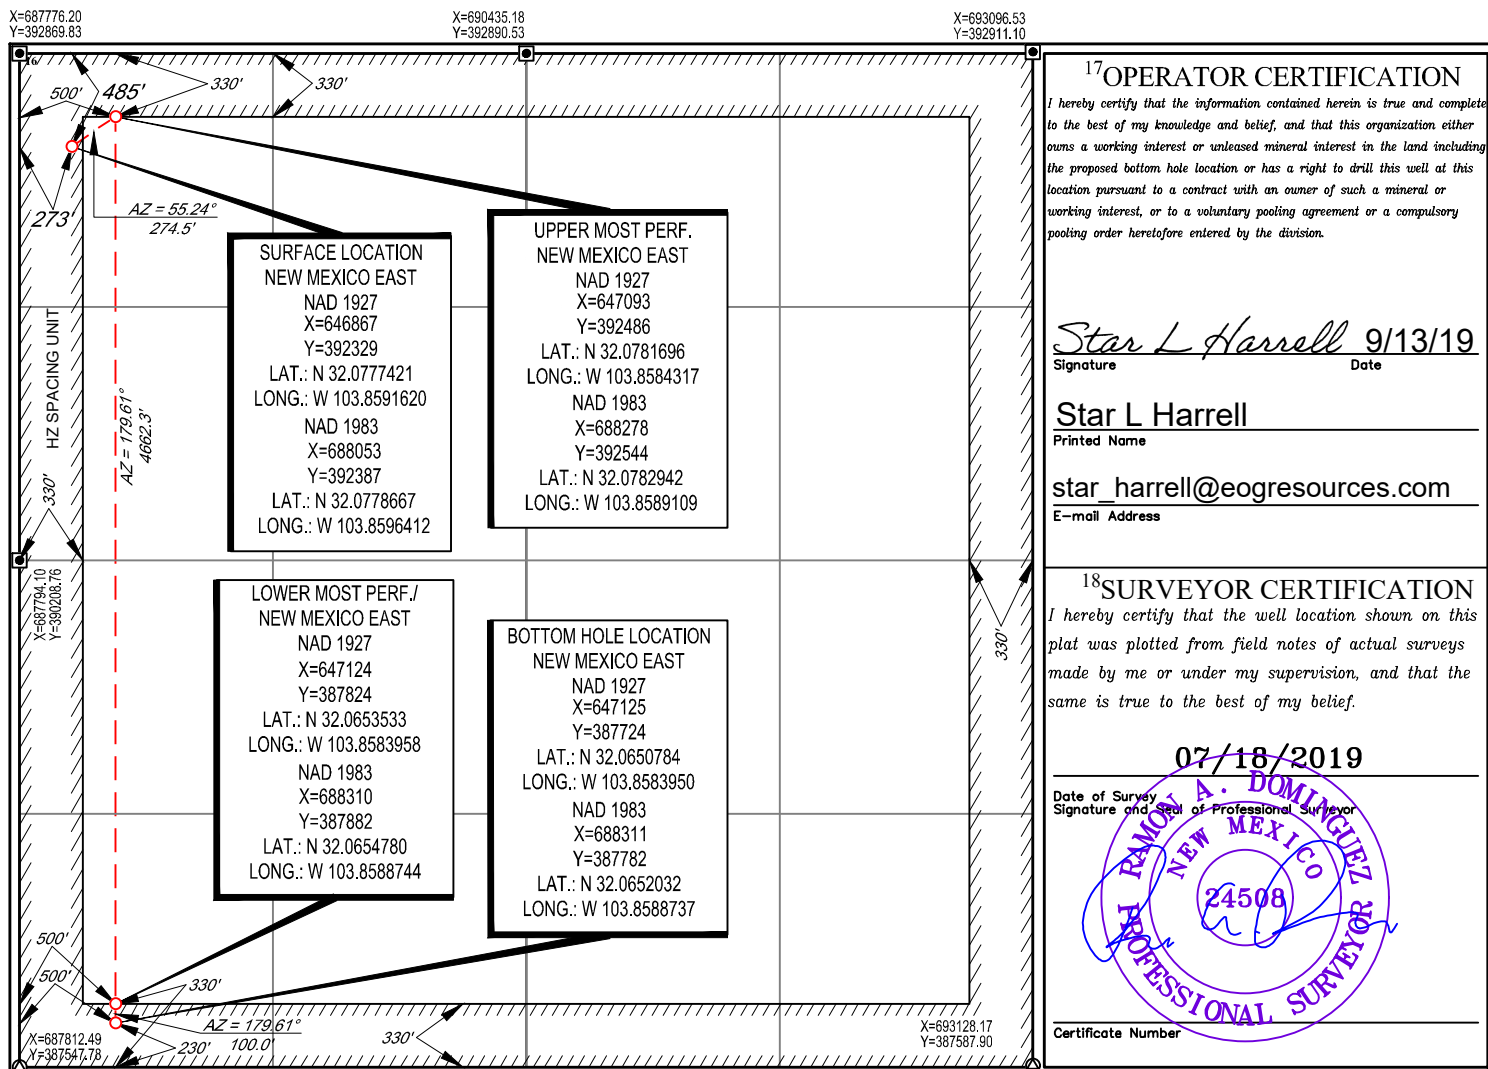 X=687776.20
Y=392869.83
X=690435.18
Y=392890.53
X=693096.53
Y=392911.10
16
500'
485'
330'
330'
273'
AZ = 55.24°
274.5'
HZ SPACING UNIT
AZ = 179.61°
4662.3'
330'
X=687794.10
Y=390208.76
SURFACE LOCATION
NEW MEXICO EAST
NAD 1927
X=646867
Y=392329
LAT.: N 32.0777421
LONG.: W 103.8591620
NAD 1983
X=688053
Y=392387
LAT.: N 32.0778667
LONG.: W 103.8596412
UPPER MOST PERF.
NEW MEXICO EAST
NAD 1927
X=647093
Y=392486
LAT.: N 32.0781696
LONG.: W 103.8584317
NAD 1983
X=688278
Y=392544
LAT.: N 32.0782942
LONG.: W 103.8589109
LOWER MOST PERF./
NEW MEXICO EAST
NAD 1927
X=647124
Y=387824
LAT.: N 32.0653533
LONG.: W 103.8583958
NAD 1983
X=688310
Y=387882
LAT.: N 32.0654780
LONG.: W 103.8588744
BOTTOM HOLE LOCATION
NEW MEXICO EAST
NAD 1927
X=647125
Y=387724
LAT.: N 32.0650784
LONG.: W 103.8583950
NAD 1983
X=688311
Y=387782
LAT.: N 32.0652032
LONG.: W 103.8588737
330'
500'
500'
330'
AZ = 179.61°
100.0'
230'
330'
X=687812.49
Y=387547.78
X=693128.17
Y=387587.90
17OPERATOR CERTIFICATION
I hereby certify that the information contained herein is true and complete
to the best of my knowledge and belief, and that this organization either
owns a working interest or unleased mineral interest in the land including
the proposed bottom hole location or has a right to drill this well at this
location pursuant to a contract with an owner of such a mineral or
working interest, or to a voluntary pooling agreement or a compulsory
pooling order heretofore entered by the division.
Star L Harrell 9/13/19
Signature Date
Star L Harrell
Printed Name
star_harrell@eogresources.com
E-mail Address
18SURVEYOR CERTIFICATION
I hereby certify that the well location shown on this
plat was plotted from field notes of actual surveys
made by me or under my supervision, and that the
same is true to the best of my belief.
07/18/2019
Date of Survey
Signature and Seal of Professional Surveyor
RAMON A. DOMINGUEZ
NEW MEXICO
24508
PROFESSIONAL SURVEYOR
Certificate Number